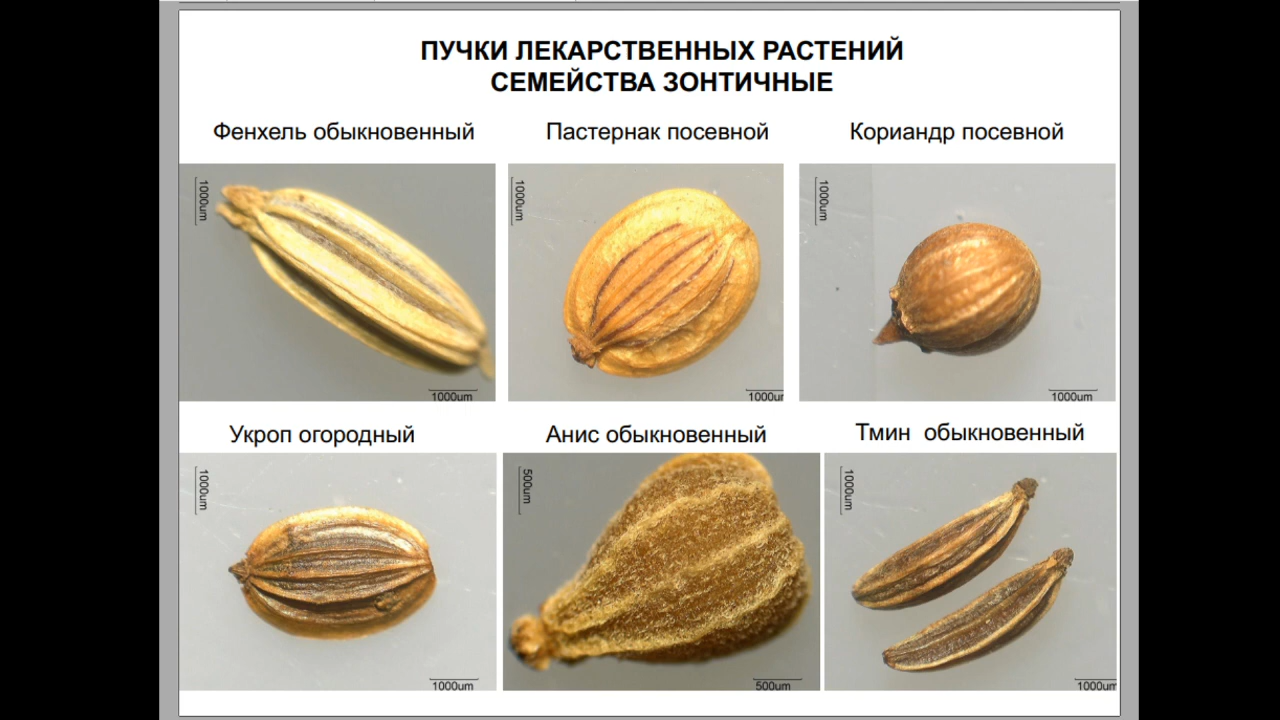 ПУЧКИ ЛЕКАРСТВЕННЫХ РАСТЕНИЙ
СЕМЕЙСТВА ЗОНТИЧНЫЕ
Фенхель обыкновенный
Пастернак посевной
Кориандр посевной
1000um
1000um
1000um
1000um
1000um
1000um
Укроп огородный
Анис обыкновенный
Тмин обыкновенный
1000um
500um
1000um
1000um
500um
1000um